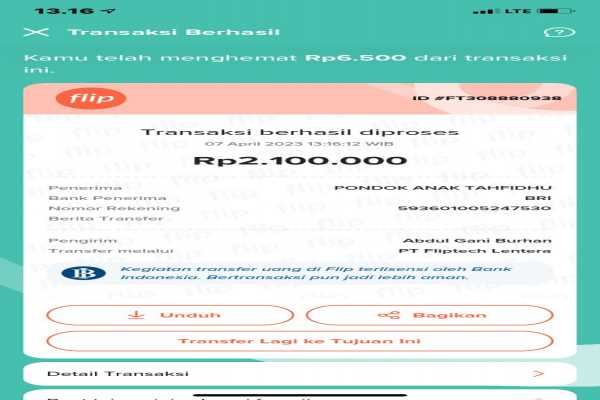 13.16
LTE
Transaksi Berhasil
Kamu telah menghemat Rp6.500 dari transaksi
ini.
flip
ID #FT308880938
Transaksi berhasil diproses
07 April 2023 13:16:12 WIB
Rp2.100.000
Penerima PONDOK ANAK TAHFIDHU
Bank Penerima BRI
Nomor Rekening 593601005247530
Berita Transfer
Pengirim Abdul Gani Burhan
Transfer melalui PT Fliptech Lentera
Kegiatan transfer uang di Flip terlisensi oleh Bank
Indonesia. Bertransaksi pun jadi lebih aman.
Unduh
Bagikan
Transfer Lagi ke Tujuan Ini
Detail Transaksi